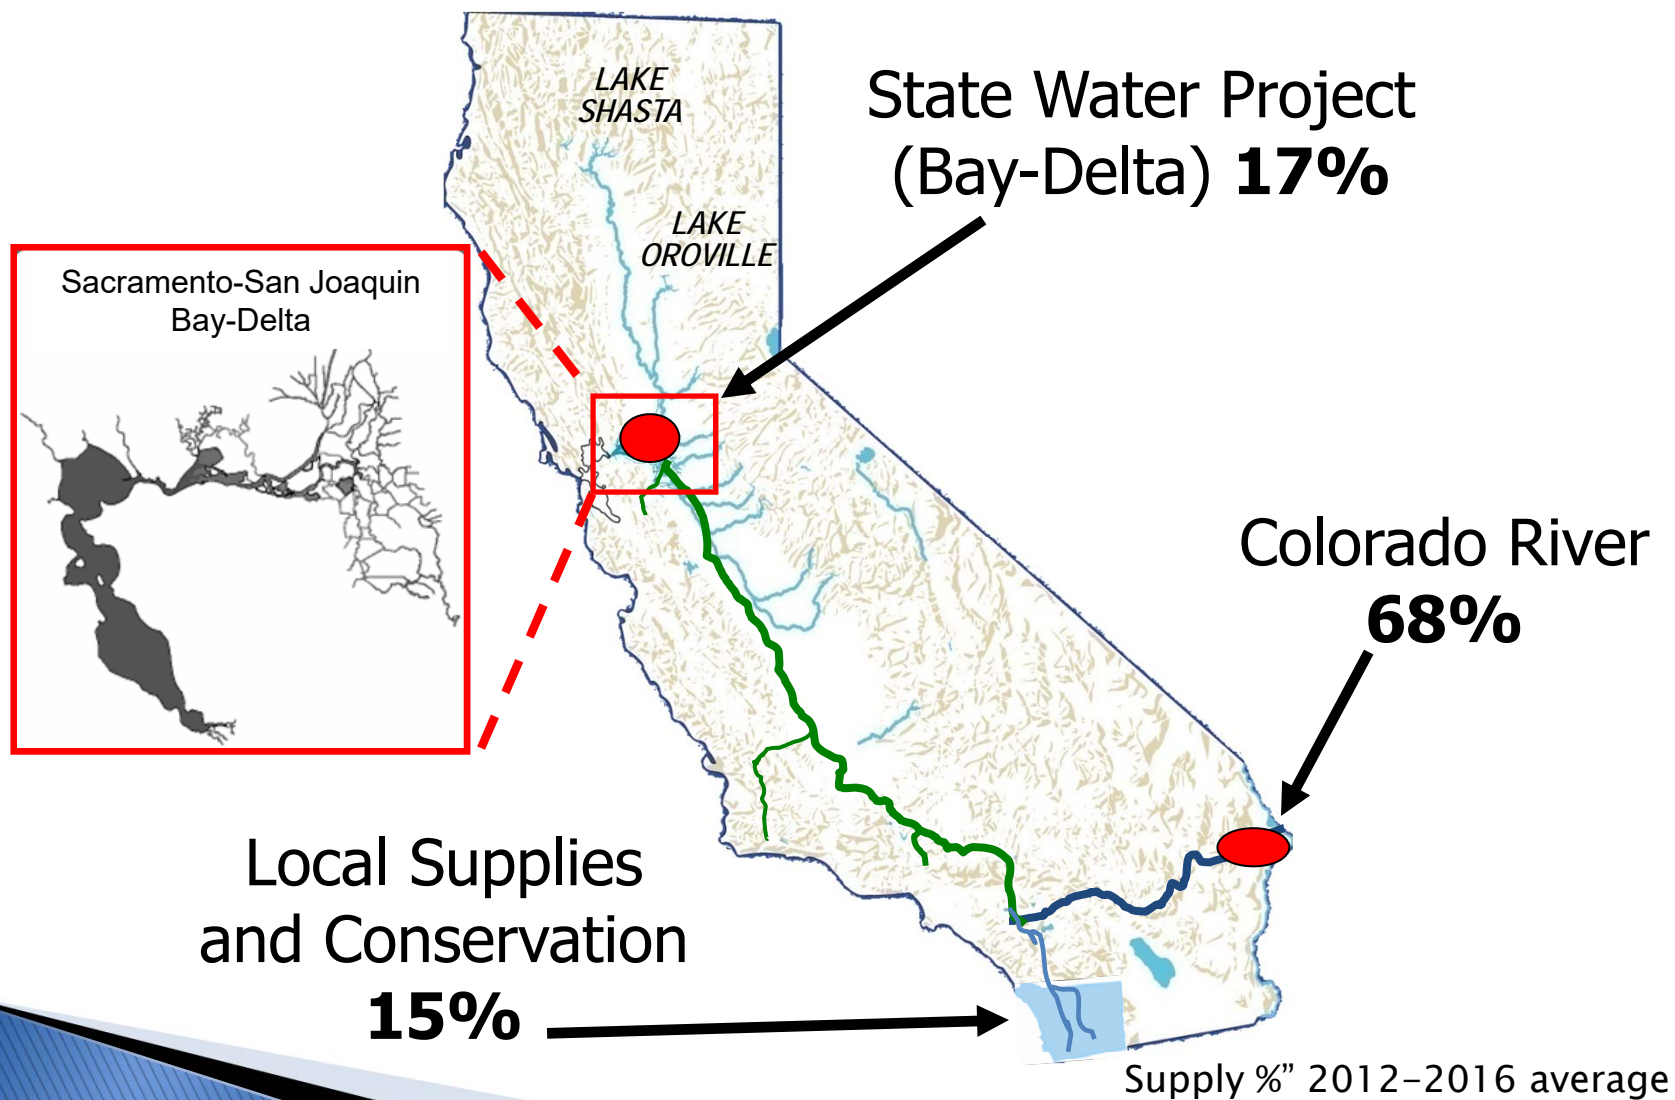 LAKE
SHASTA
State Water Project
(Bay-Delta) 17%
LAKE
OROVILLE
Sacramento-San Joaquin
Bay-Delta
Colorado River
68%
Local Supplies
and Conservation
15%
Supply %” 2012–2016 average